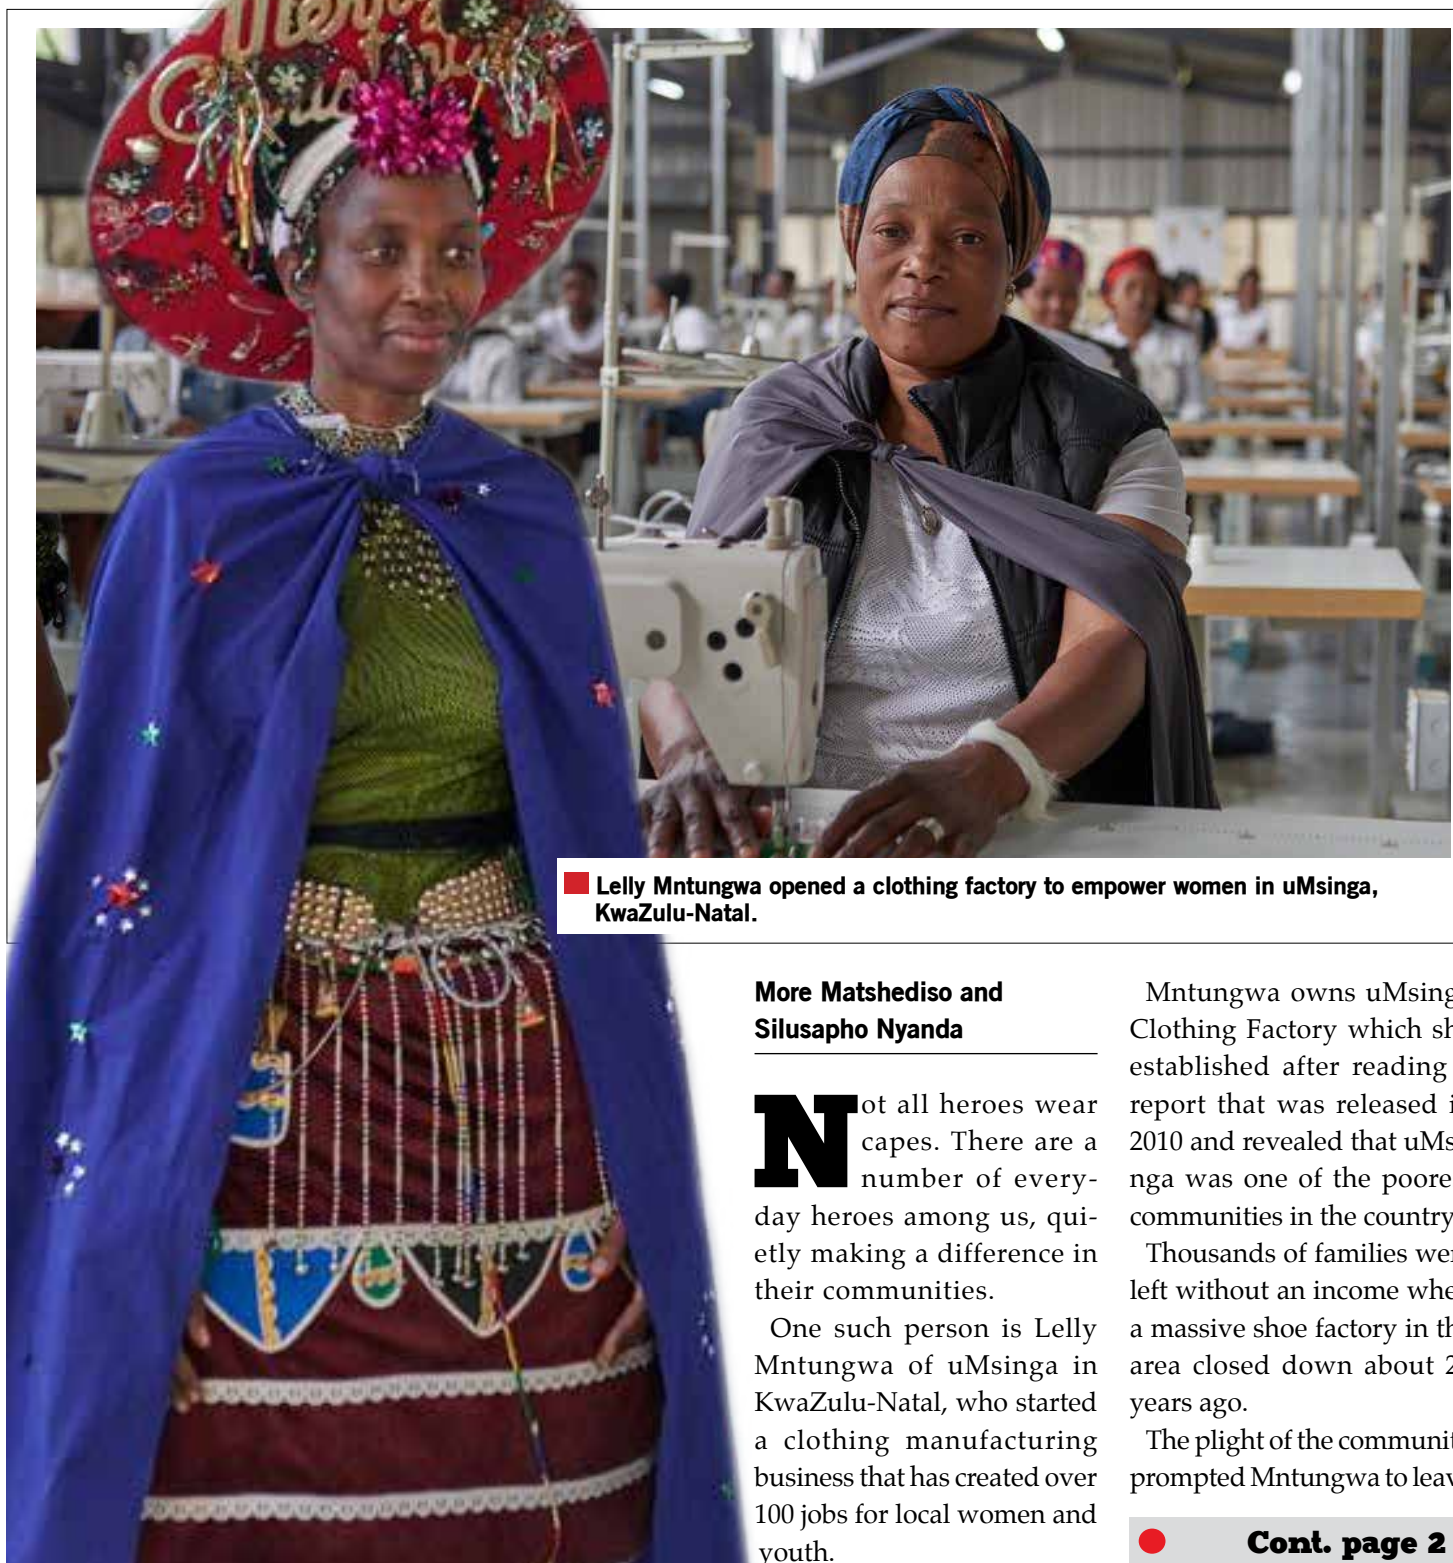 Lelly Mntungwa opened a clothing factory to empower women in uMsinga,
KwaZulu-Natal.
More Matshediso and
Silusapho Nyanda
Not all heroes wear
capes. There are a
number of every-
day heroes among us, qui-
etly making a difference in
their communities.
One such person is Lelly
Mntungwa of uMsinga in
KwaZulu-Natal, who started
a clothing manufacturing
business that has created over
100 jobs for local women and
youth.
Mntungwa owns uMsing
Clothing Factory which sh
established after reading
report that was released i
2010 and revealed that uMs
nga was one of the poore
communities in the country
Thousands of families wer
left without an income whe
a massive shoe factory in th
area closed down about 2
years ago.
The plight of the communit
prompted Mntungwa to leav
Cont. page 2